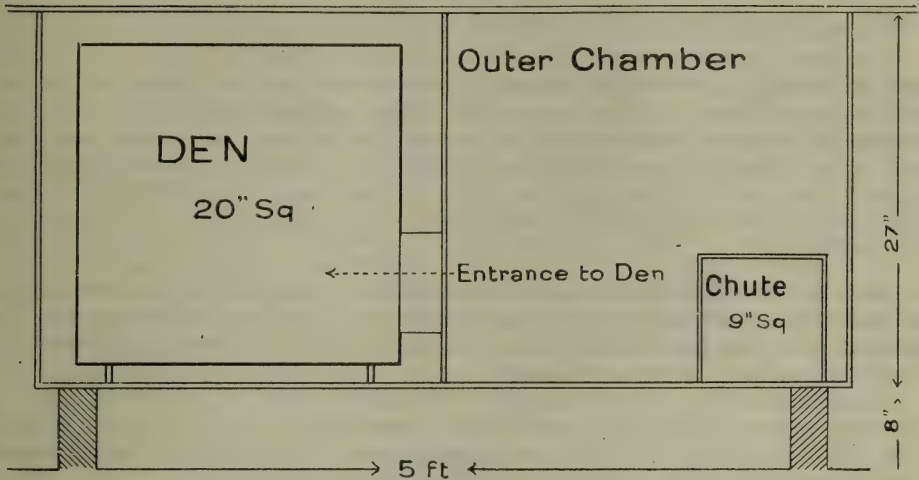 Outer Chamber
DEN
20" Sq
Entrance to Den
Chute
9" Sq
27"
8"
5 ft